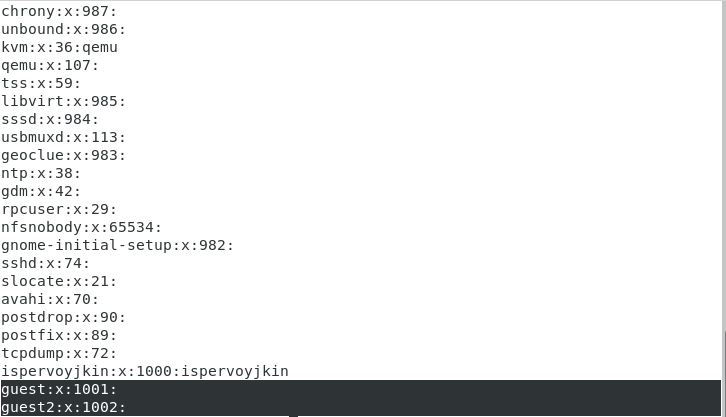 chrony:x:987:
unbound:x:986:
kvm:x:36:qemu
qemu:x:107:
tss:x:59:
libvirt:x:985:
sssd:x:984:
usbmuxd:x:113:
geoclue:x:983:
ntp:x:38:
gdm:x:42:
rpcuser:x:29:
nfsnobody:x:65534:
gnome-initial-setup:x:982:
sshd:x:74:
slocate:x:21:
avahi:x:70:
postdrop:x:90:
postfix:x:89:
tcpdump:x:72:
ispervoyjkin:x:1000:ispervoyjkin
guest:x:1001:
guest2:x:1002: